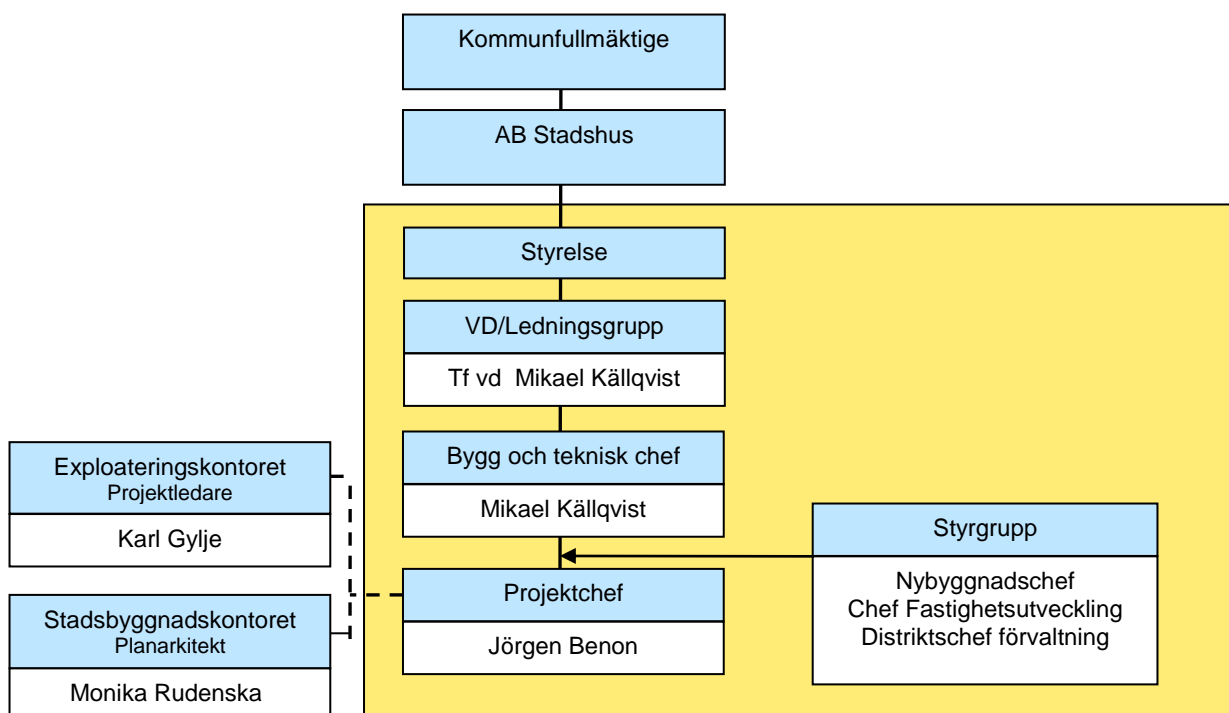 Kommunfullmäktige
AB Stadshus
Styrelse
VD/Ledningsgrupp
Tf vd Mikael Källqvist
Bygg och teknisk chef
Mikael Källqvist
Exploateringskontoret
Projektledare
Karl Gylje
Styrgrupp
Nybyggnadschef
Chef Fastighetsutveckling
Distriktschef förvaltning
Projektchef
Jörgen Benon
Stadsbyggnadskontoret
Planarkitekt
Monika Rudenska